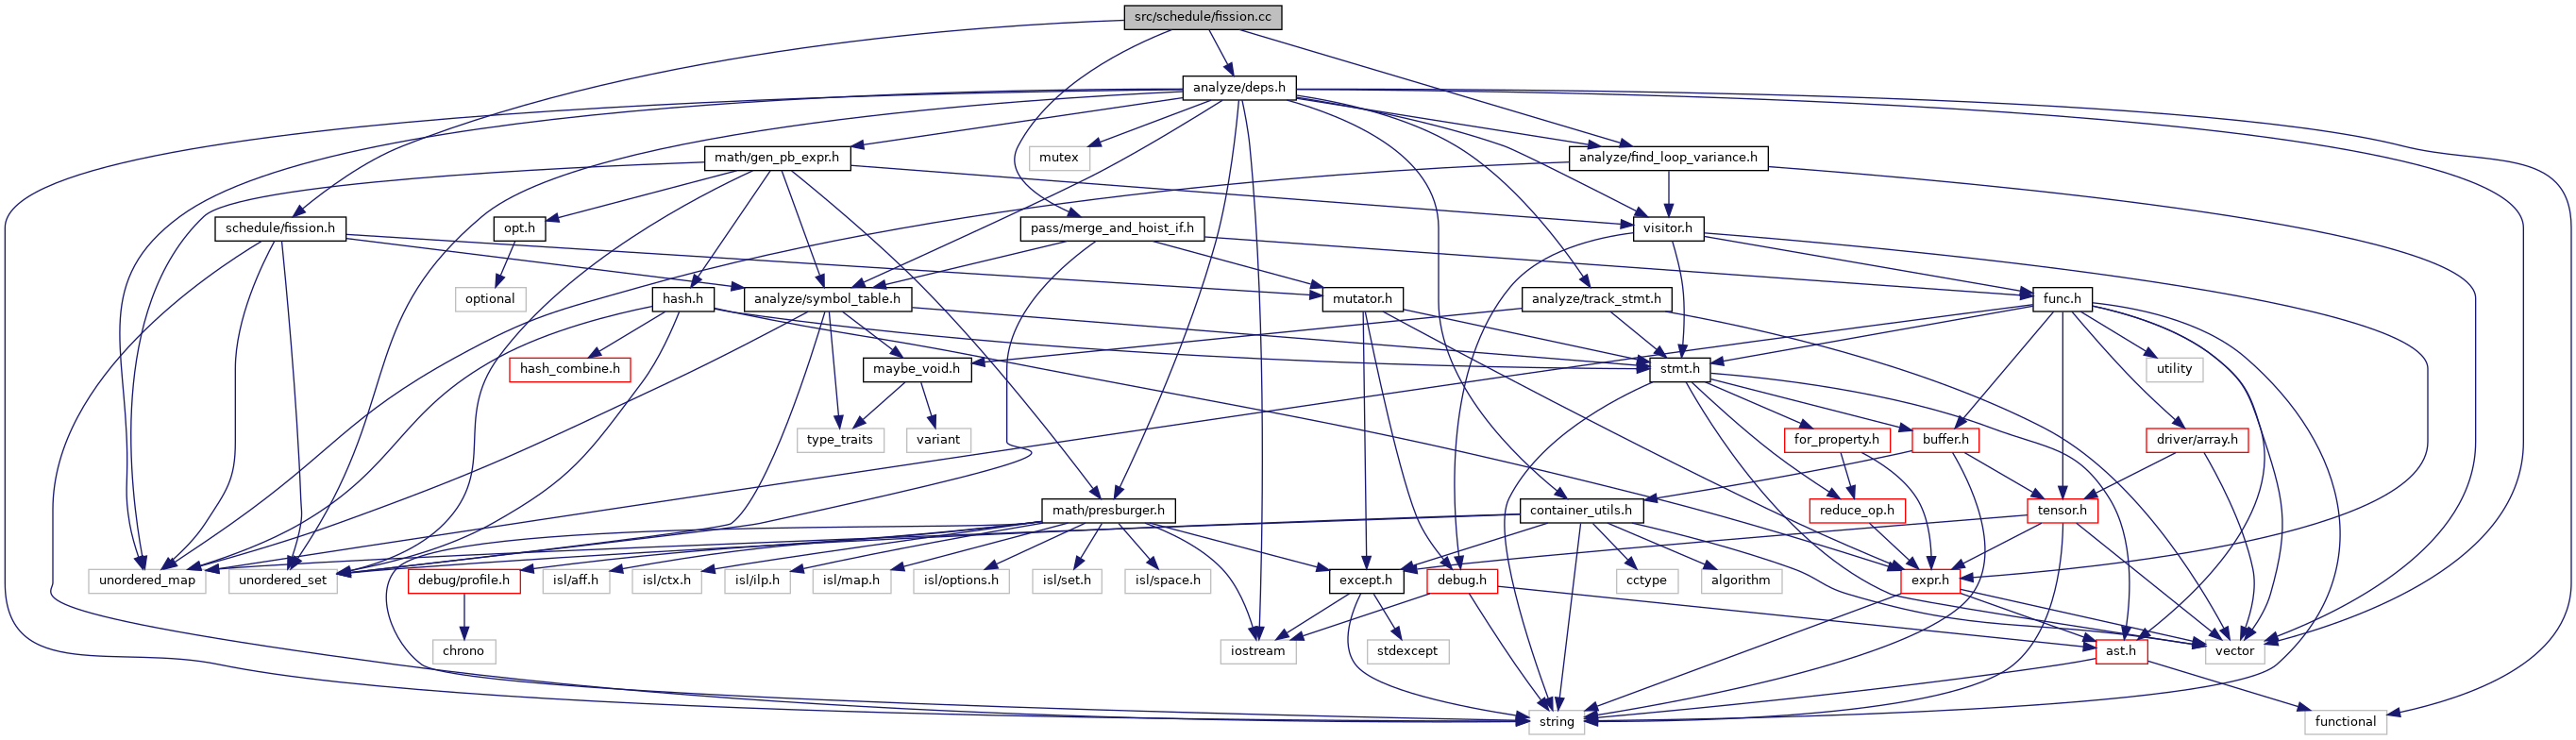 src/schedule/fission.cc
analyze/deps.h
math/gen_pb_expr.h
mutex
analyze/find_loop_variance.h
schedule/fission.h
opt.h
pass/merge_and_hoist_if.h
visitor.h
optional
hash.h
analyze/symbol_table.h
mutator.h
analyze/track_stmt.h
func.h
hash_combine.h
maybe_void.h
stmt.h
utility
type_traits
variant
for_property.h
buffer.h
driver/array.h
math/presburger.h
container_utils.h
reduce_op.h
tensor.h
unordered_map
unordered_set
debug/profile.h
isl/aff.h
isl/ctx.h
isl/ilp.h
isl/map.h
isl/options.h
isl/set.h
isl/space.h
except.h
debug.h
cctype
algorithm
expr.h
chrono
iostream
stdexcept
ast.h
vector
string
functional